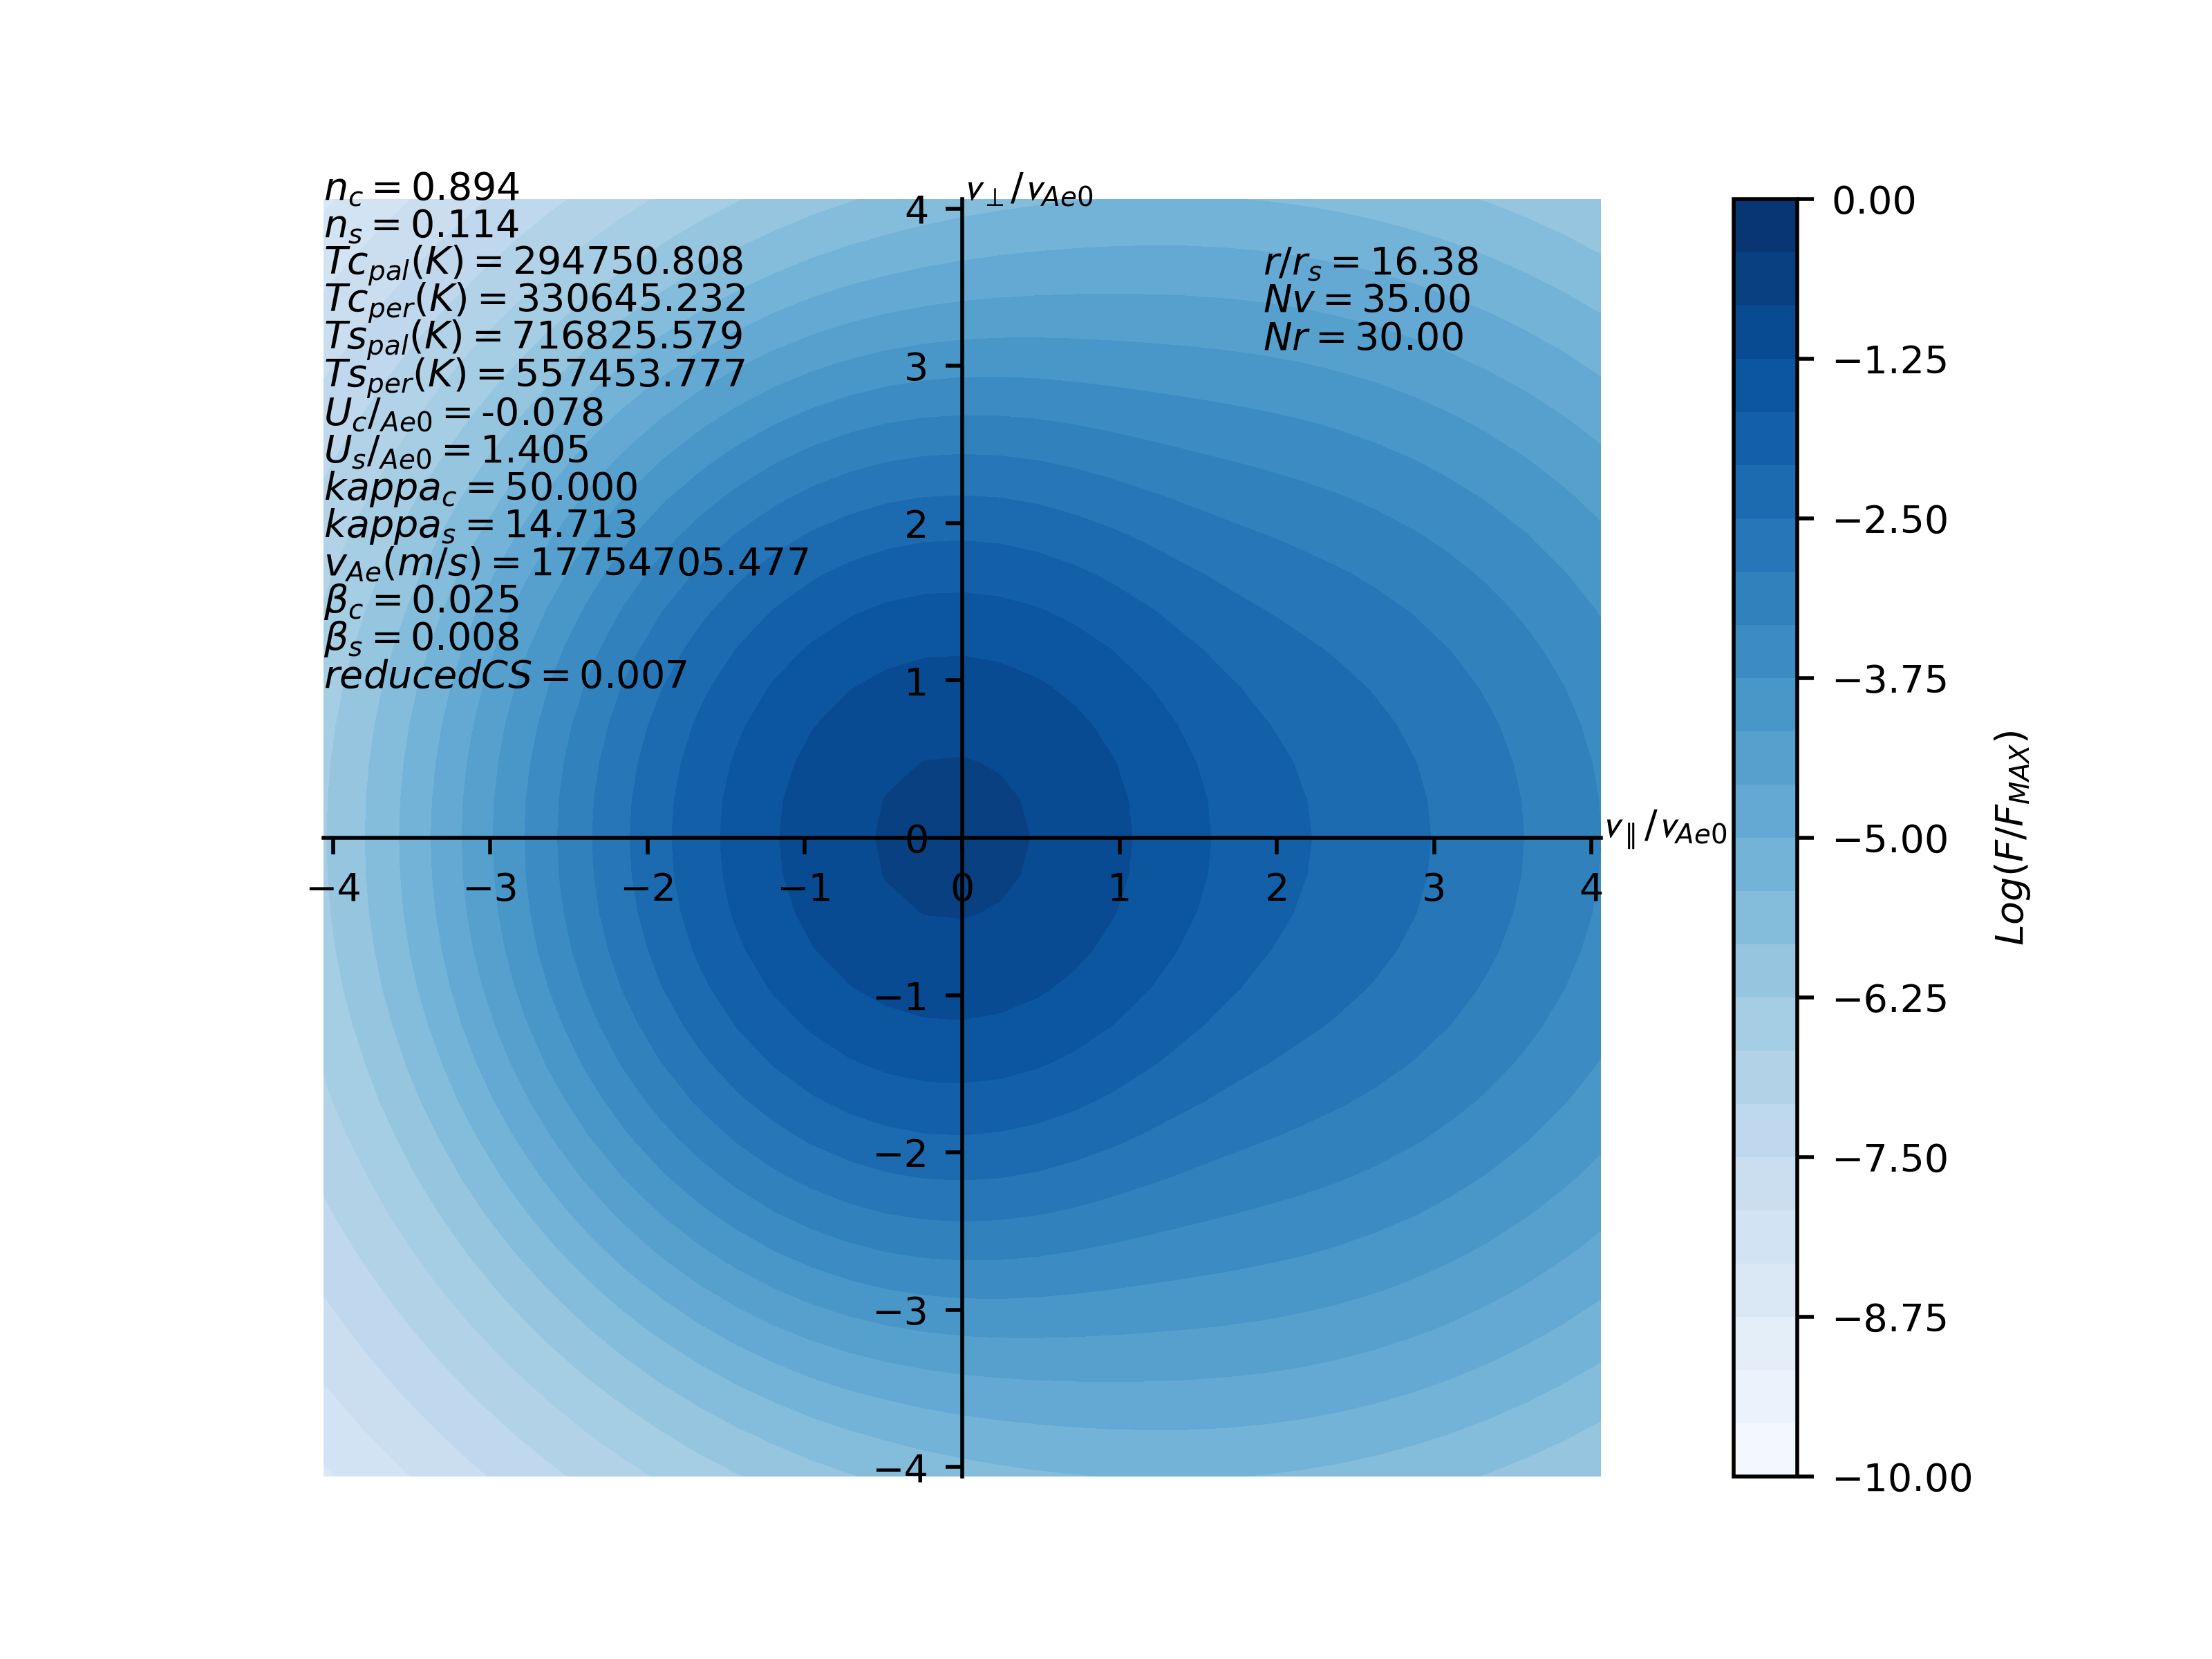 n_c = 0.894
n_s = 0.114
Tc_pal(K) = 294750.808
Tc_per(K) = 330645.232
Ts_pal(K) = 716825.579
Ts_per(K) = 557453.777
U_c/_Ae0 = -0.078
U_s/_Ae0 = 1.405
kappa_c = 50.000
kappa_s = 14.713
v_Ae(m/s) = 17754705.477
β_c = 0.025
β_s = 0.008
reducedCS = 0.007
v_⊥/v_Ae0
r/r_s = 16.38
Nv = 35.00
Nr = 30.00
4
3
2
1
0
−1
−2
−3
−4
−4 −3 −2 −1 0 1 2 3 4
v_∥/v_Ae0
0.00
−1.25
−2.50
−3.75
−5.00
−6.25
−7.50
−8.75
−10.00
Log(F/F_MAX)